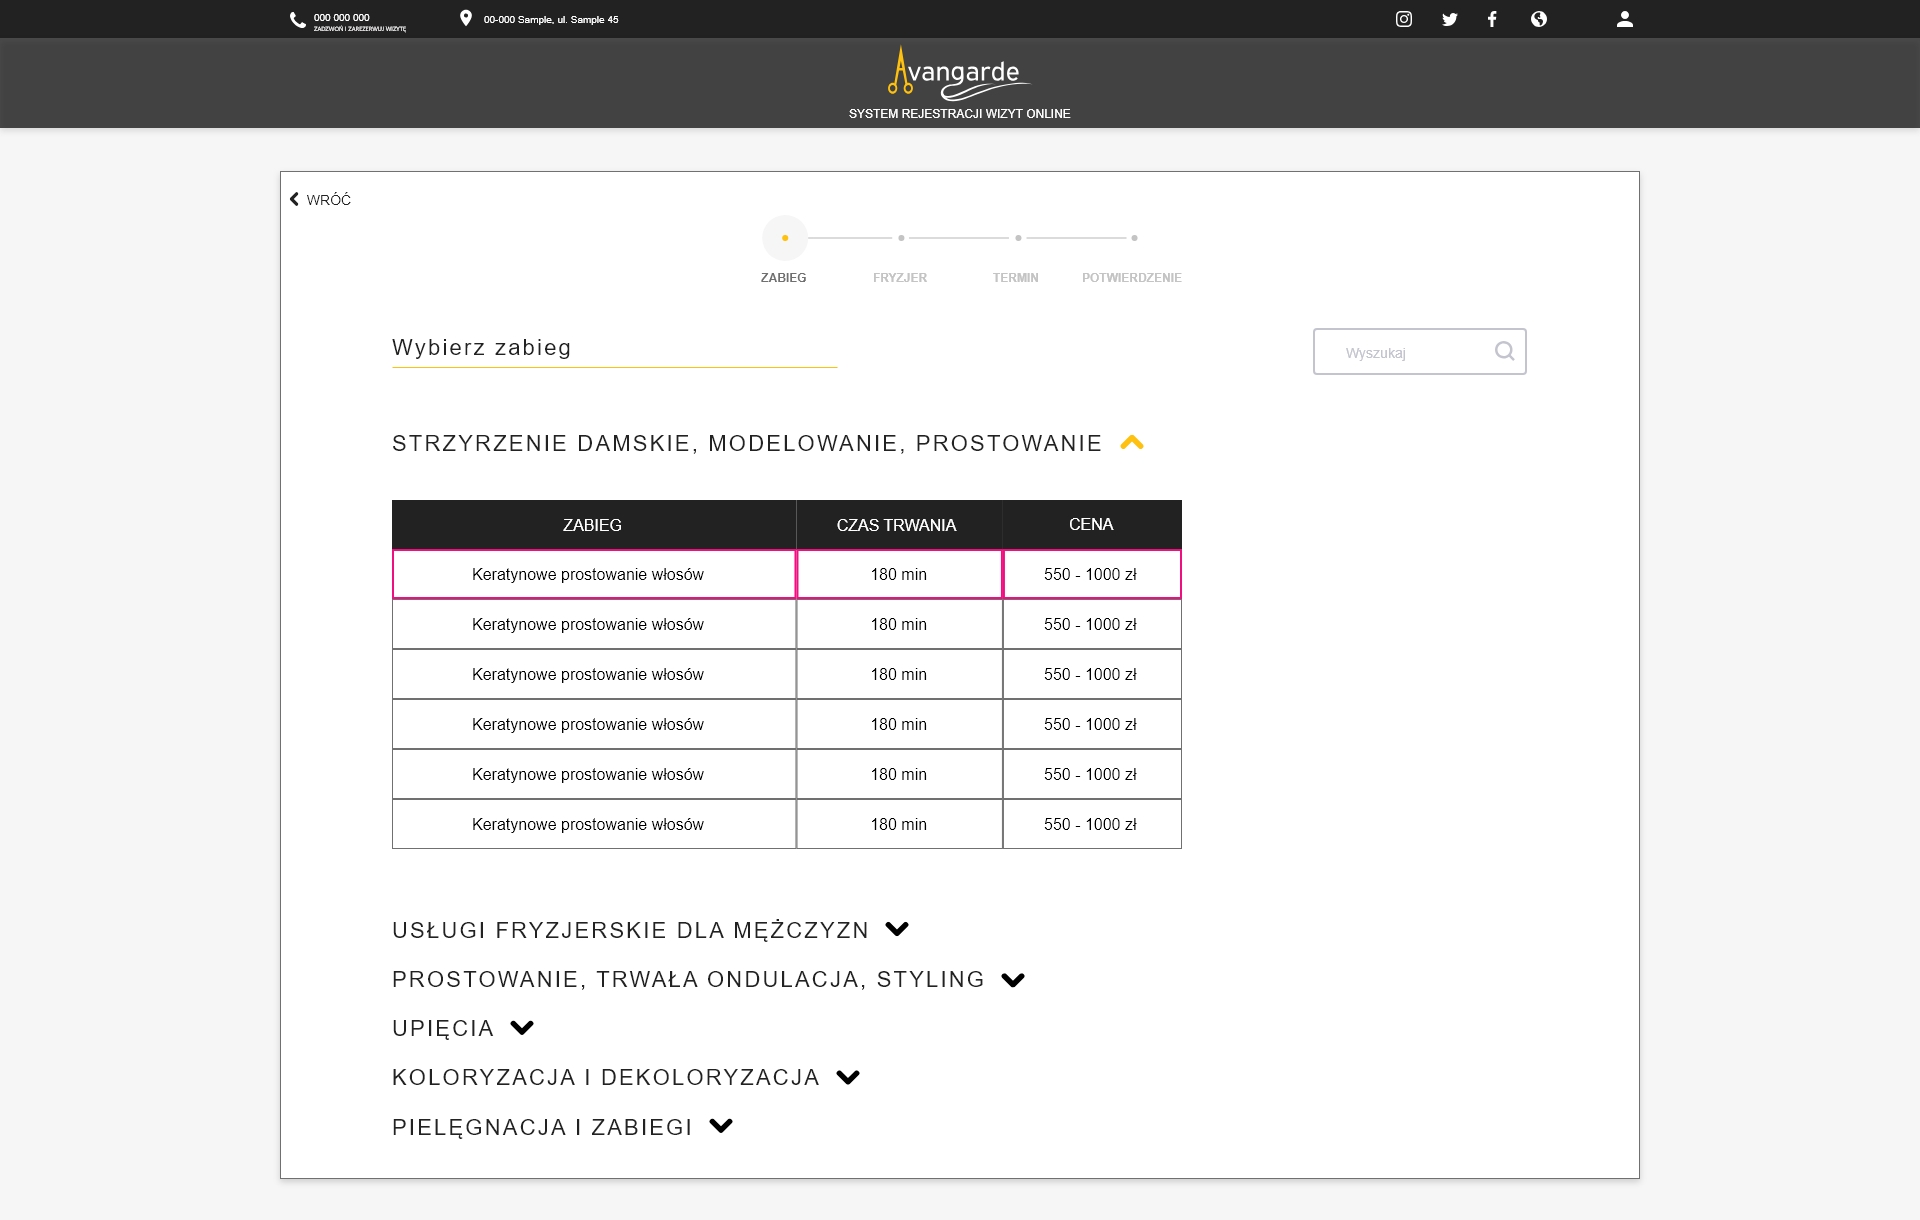 000 000 000
ZADZWOŃ I ZAREZERWUJ WIZYTĘ
00-000 Sample, ul. Sample 45
Avangarde
SYSTEM REJESTRACJI WIZYT ONLINE
WRÓĆ
ZABIEG FRYZJER TERMIN POTWIERDZENIE
Wybierz zabieg
Wyszukaj
STRZYRZENIE DAMSKIE, MODELOWANIE, PROSTOWANIE
ZABIEG CZAS TRWANIA CENA
Keratynowe prostowanie włosów 180 min 550 - 1000 zł
Keratynowe prostowanie włosów 180 min 550 - 1000 zł
Keratynowe prostowanie włosów 180 min 550 - 1000 zł
Keratynowe prostowanie włosów 180 min 550 - 1000 zł
Keratynowe prostowanie włosów 180 min 550 - 1000 zł
Keratynowe prostowanie włosów 180 min 550 - 1000 zł
USŁUGI FRYZJERSKIE DLA MĘŻCZYZN
PROSTOWANIE, TRWAŁA ONDULACJA, STYLING
UPIĘCIA
KOLORYZACJA I DEKOLORYZACJA
PIELĘGNACJA I ZABIEGI